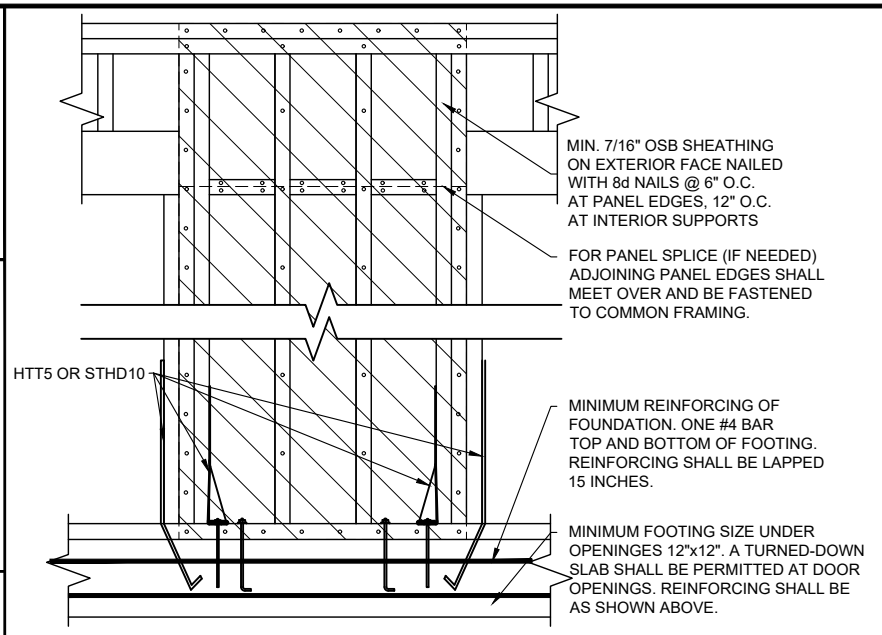 MIN. 7/16" OSB SHEATHING
ON EXTERIOR FACE NAILED
WITH 8d NAILS @ 6" O.C.
AT PANEL EDGES, 12" O.C.
AT INTERIOR SUPPORTS
FOR PANEL SPLICE (IF NEEDED)
ADJOINING PANEL EDGES SHALL
MEET OVER AND BE FASTENED
TO COMMON FRAMING.
HTT5 OR STHD10
MINIMUM REINFORCING OF
FOUNDATION. ONE #4 BAR
TOP AND BOTTOM OF FOOTING.
REINFORCING SHALL BE LAPPED
15 INCHES.
MINIMUM FOOTING SIZE UNDER
OPENINGES 12"x12". A TURNED-DOWN
SLAB SHALL BE PERMITTED AT DOOR
OPENINGS. REINFORCING SHALL BE
AS SHOWN ABOVE.